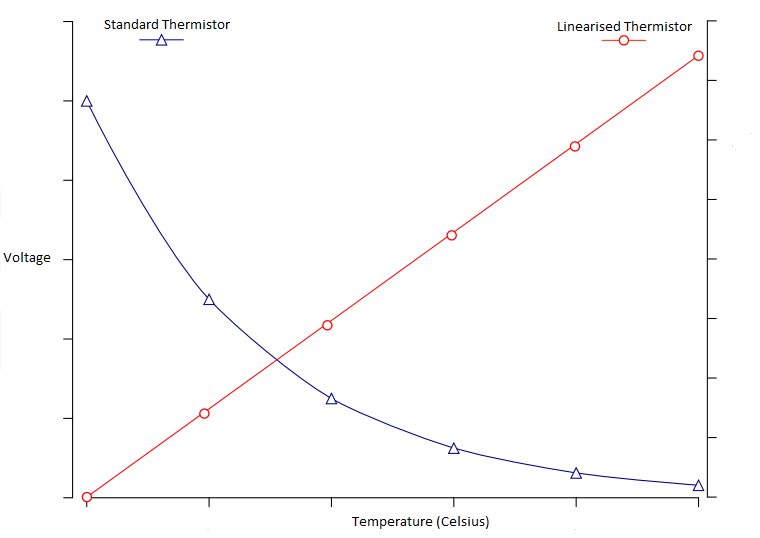 Standard Thermistor
Linearised Thermistor
Voltage
Temperature (Celsius)